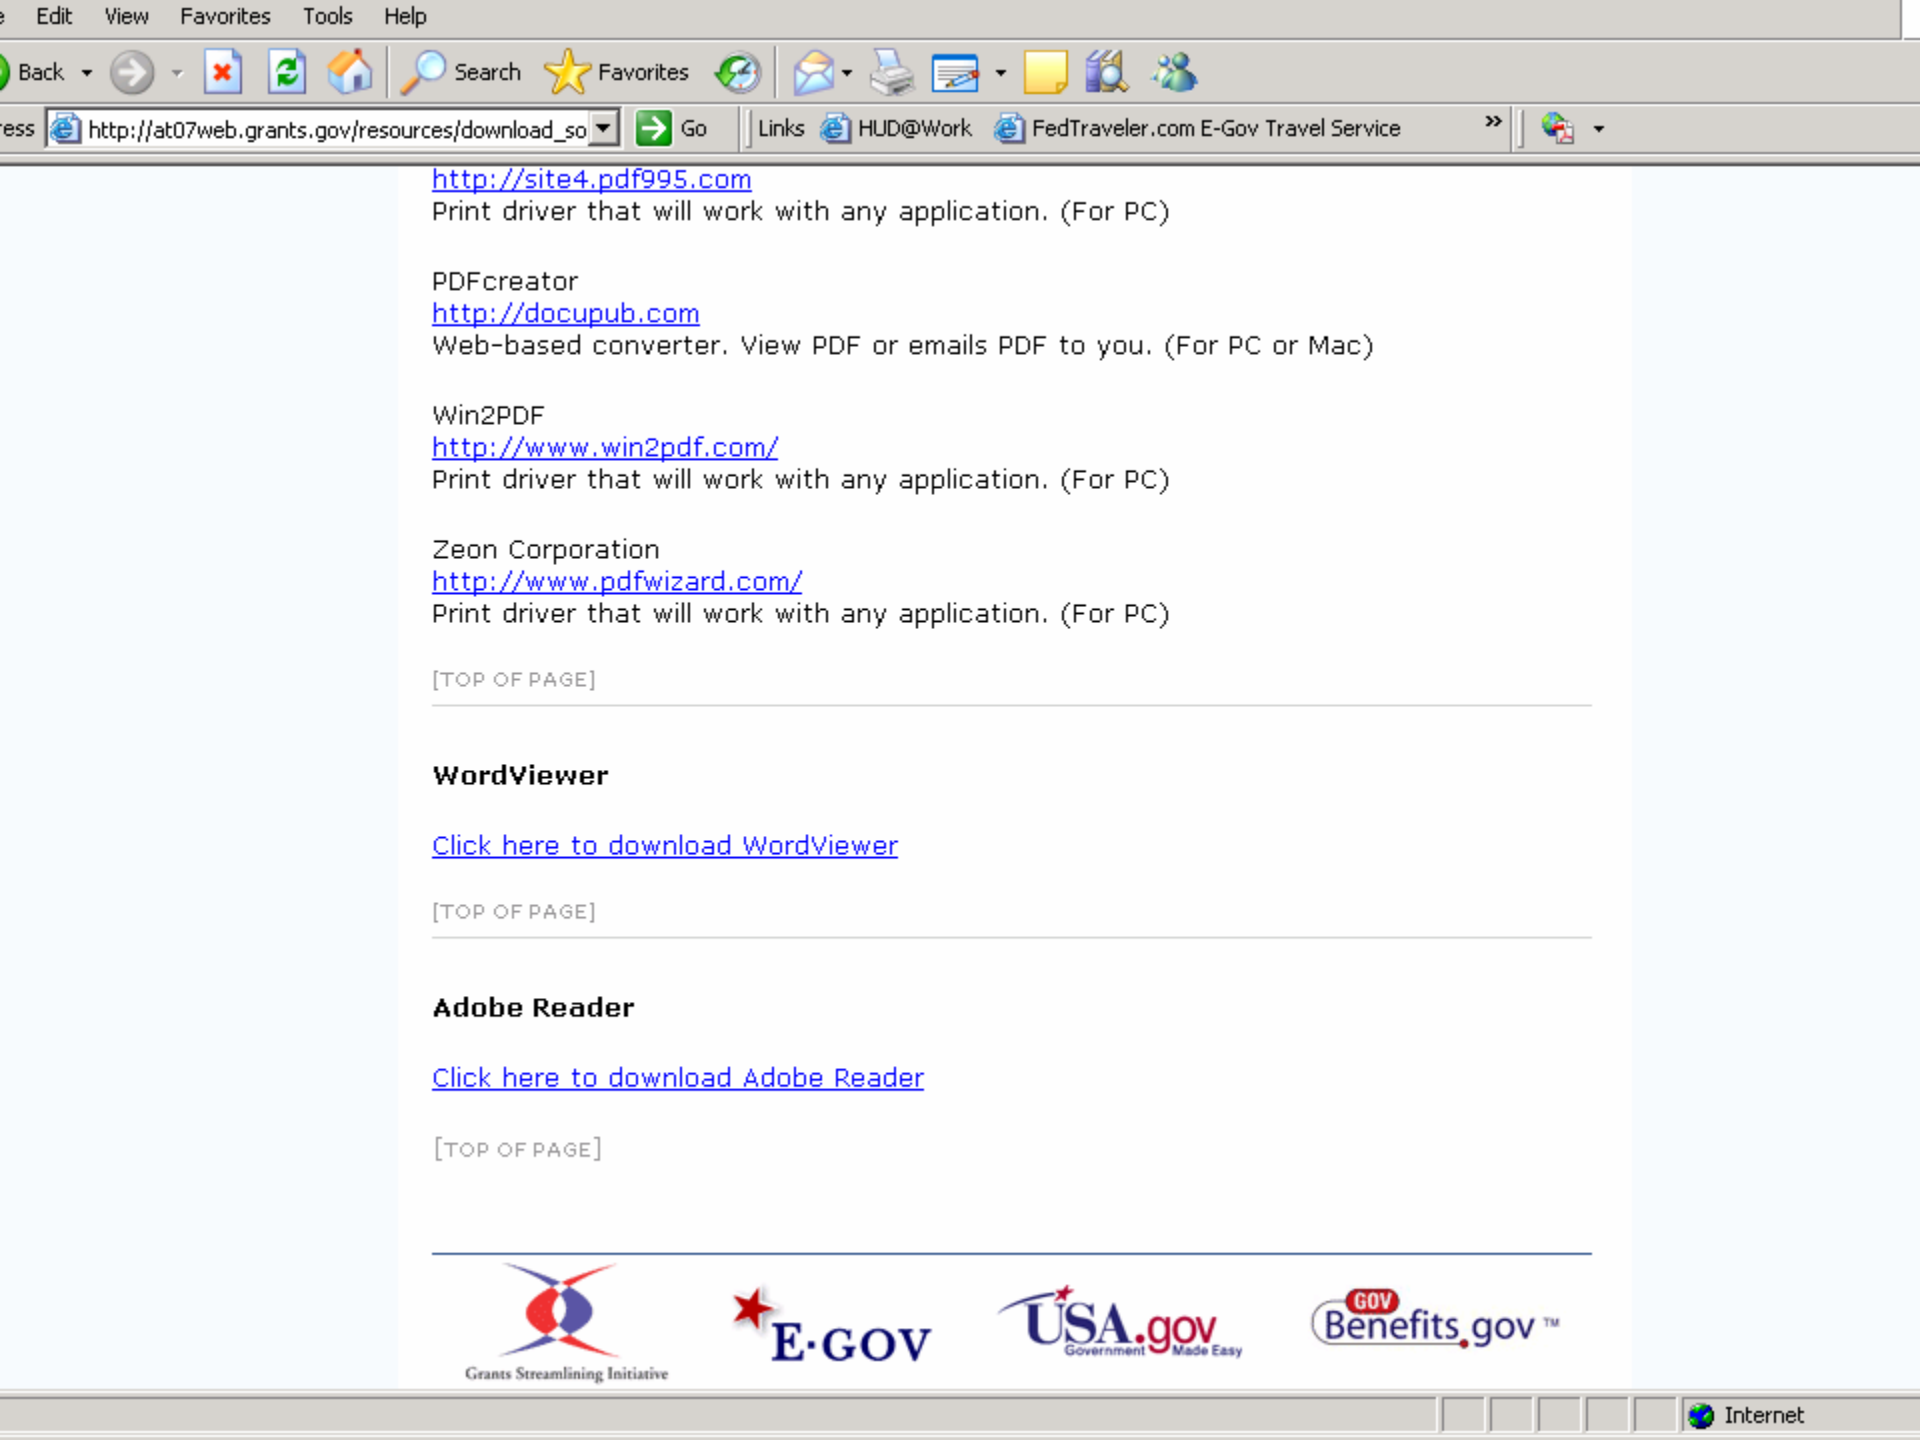 Edit View Favorites Tools Help
Back Search Favorites
ess http://at07web.grants.gov/resources/download_so Go Links HUD@Work FedTraveler.com E-Gov Travel Service »
http://site4.pdf995.com
Print driver that will work with any application. (For PC)
PDFcreator
http://docupub.com
Web-based converter. View PDF or emails PDF to you. (For PC or Mac)
Win2PDF
http://www.win2pdf.com/
Print driver that will work with any application. (For PC)
Zeon Corporation
http://www.pdfwizard.com/
Print driver that will work with any application. (For PC)
[TOP OF PAGE]
WordViewer
Click here to download WordViewer
[TOP OF PAGE]
Adobe Reader
Click here to download Adobe Reader
[TOP OF PAGE]
Grants Streamlining Initiative
E·GOV
USA.gov
Government Made Easy
GOV
Benefits.gov ™
Internet